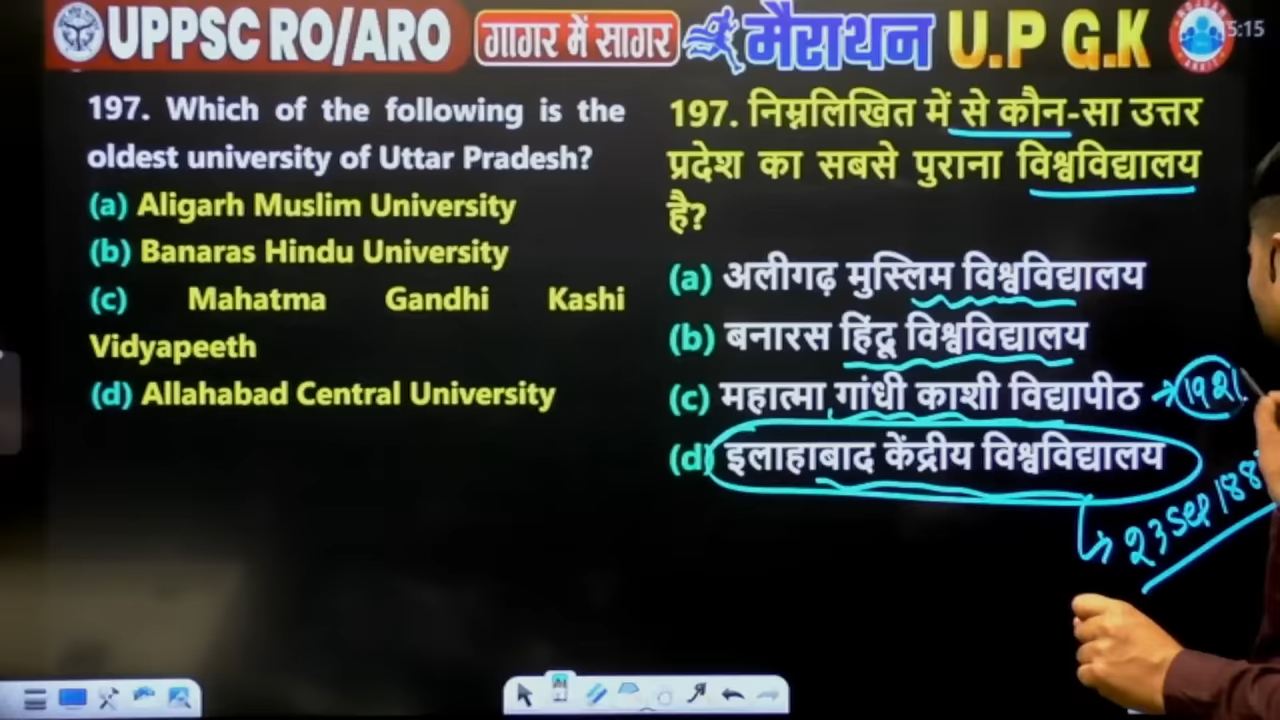 UPPSC RO/ARO गागर में सागर मैराथन U.P G.K
5:15
197. Which of the following is the
oldest university of Uttar Pradesh?
(a) Aligarh Muslim University
(b) Banaras Hindu University
(c) Mahatma Gandhi Kashi
Vidyapeeth
(d) Allahabad Central University
197. निम्नलिखित में से कौन-सा उत्तर
प्रदेश का सबसे पुराना विश्वविद्यालय
है?
(a) अलीगढ़ मुस्लिम विश्वविद्यालय
(b) बनारस हिंदू विश्वविद्यालय
(c) महात्मा गांधी काशी विद्यापीठ → 1921
(d) इलाहाबाद केंद्रीय विश्वविद्यालय
23 Sep 188